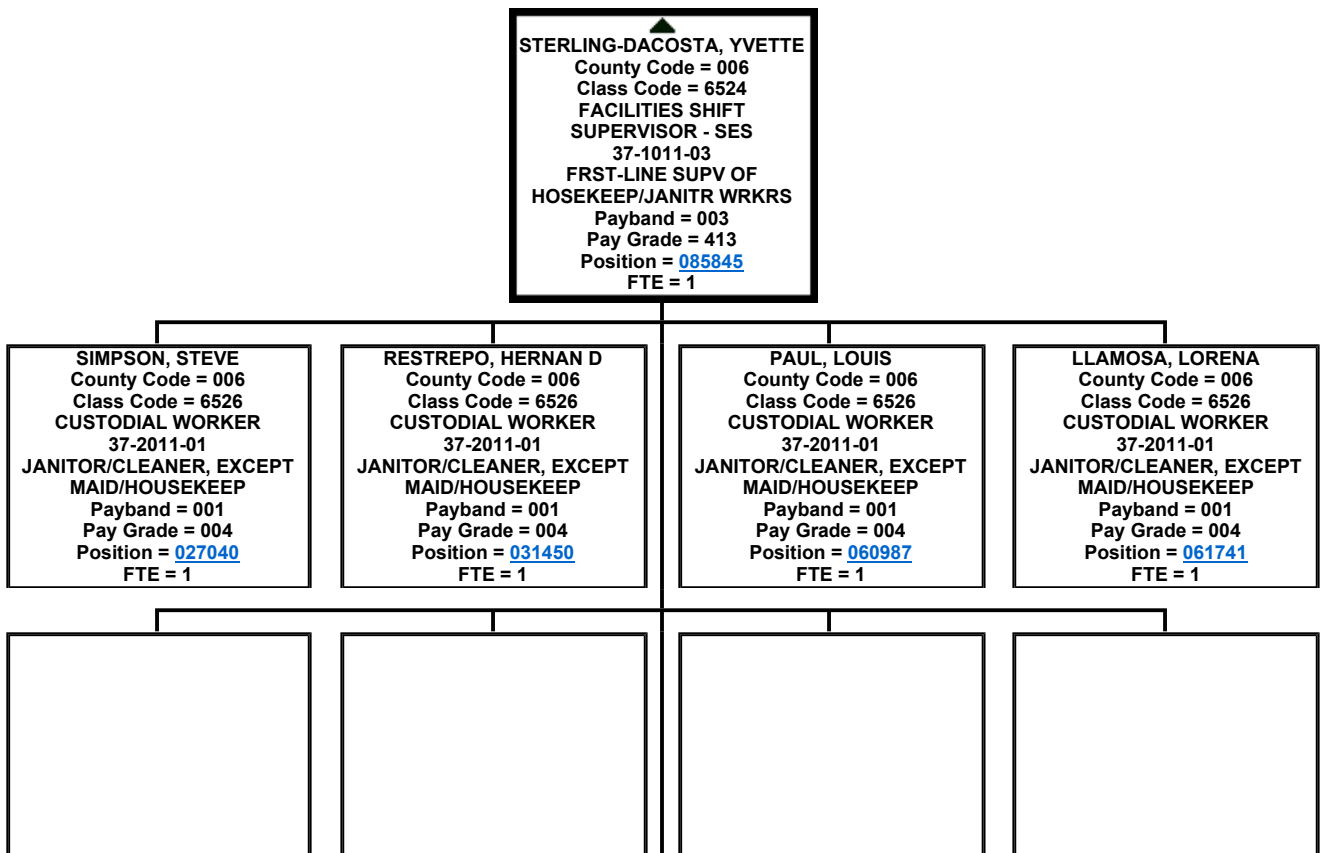 STERLING-DACOSTA, YVETTE
County Code = 006
Class Code = 6524
FACILITIES SHIFT
SUPERVISOR - SES
37-1011-03
FRST-LINE SUPV OF
HOSEKEEP/JANITR WRKRS
Payband = 003
Pay Grade = 413
Position = 085845
FTE = 1
SIMPSON, STEVE
County Code = 006
Class Code = 6526
CUSTODIAL WORKER
37-2011-01
JANITOR/CLEANER, EXCEPT
MAID/HOUSEKEEP
Payband = 001
Pay Grade = 004
Position = 027040
FTE = 1
RESTREPO, HERNAN D
County Code = 006
Class Code = 6526
CUSTODIAL WORKER
37-2011-01
JANITOR/CLEANER, EXCEPT
MAID/HOUSEKEEP
Payband = 001
Pay Grade = 004
Position = 031450
FTE = 1
PAUL, LOUIS
County Code = 006
Class Code = 6526
CUSTODIAL WORKER
37-2011-01
JANITOR/CLEANER, EXCEPT
MAID/HOUSEKEEP
Payband = 001
Pay Grade = 004
Position = 060987
FTE = 1
LLAMOSA, LORENA
County Code = 006
Class Code = 6526
CUSTODIAL WORKER
37-2011-01
JANITOR/CLEANER, EXCEPT
MAID/HOUSEKEEP
Payband = 001
Pay Grade = 004
Position = 061741
FTE = 1